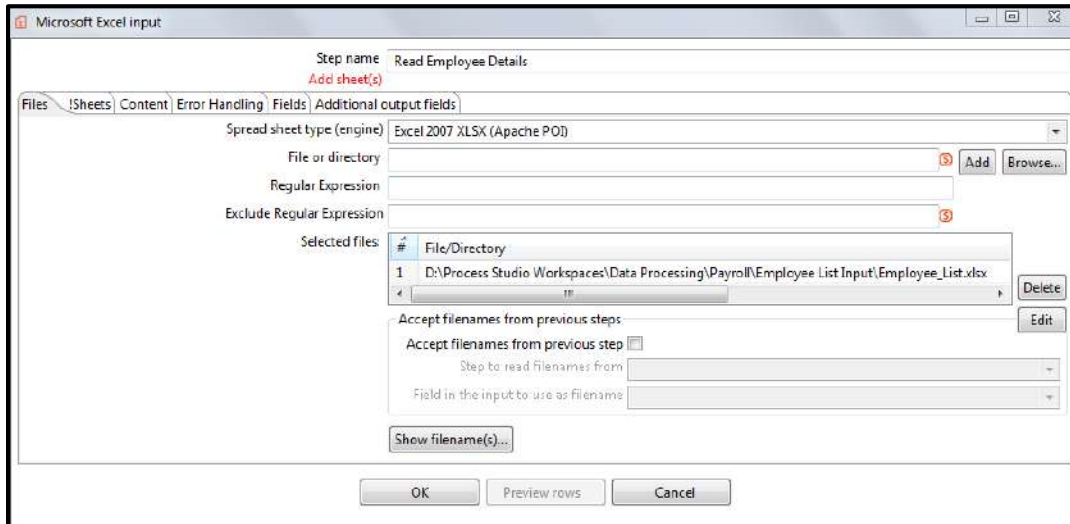 Microsoft Excel input
Step name Read Employee Details
Add sheet(s)
Files !Sheets Content Error Handling Fields Additional output fields
Spread sheet type (engine) Excel 2007 XLSX (Apache POI)
File or directory Add Browse...
Regular Expression
Exclude Regular Expression
Selected files: # File/Directory
1 D:\Process Studio Workspaces\Data Processing\Payroll\Employee List Input\Employee_List.xlsx
Delete
Accept filenames from previous steps Edit
Accept filenames from previous step
Step to read filenames from
Field in the input to use as filename
Show filename(s)...
OK Preview rows Cancel